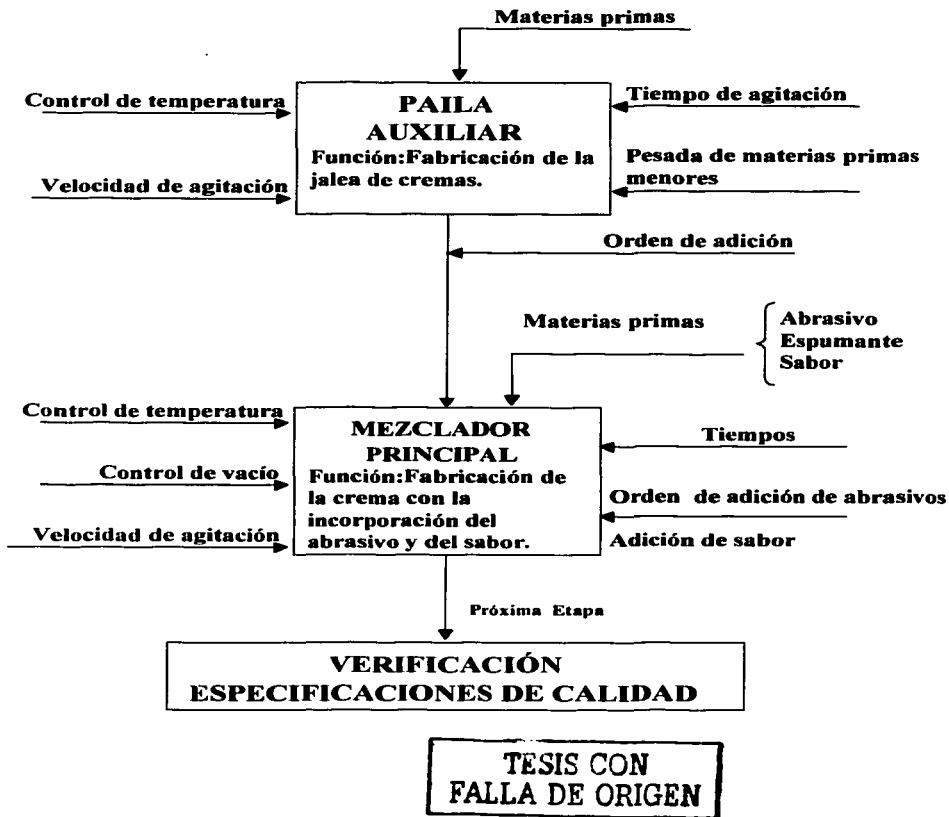 Materias primas
Control de temperatura
PAILA
AUXILIAR
Función:Fabricación de la
jalea de cremas.
Tiempo de agitación
Velocidad de agitación
Pesada de materias primas
menores
Orden de adición
Materias primas
Abrasivo
Espumante
Sabor
Control de temperatura
MEZCLADOR
PRINCIPAL
Función:Fabricación de
la crema con la
incorporación del
abrasivo y del sabor.
Tiempos
Control de vacío
Orden de adición de abrasivos
Velocidad de agitación
Adición de sabor
Próxima Etapa
VERIFICACIÓN
ESPECIFICACIONES DE CALIDAD
TESIS CON
FALLA DE ORIGEN